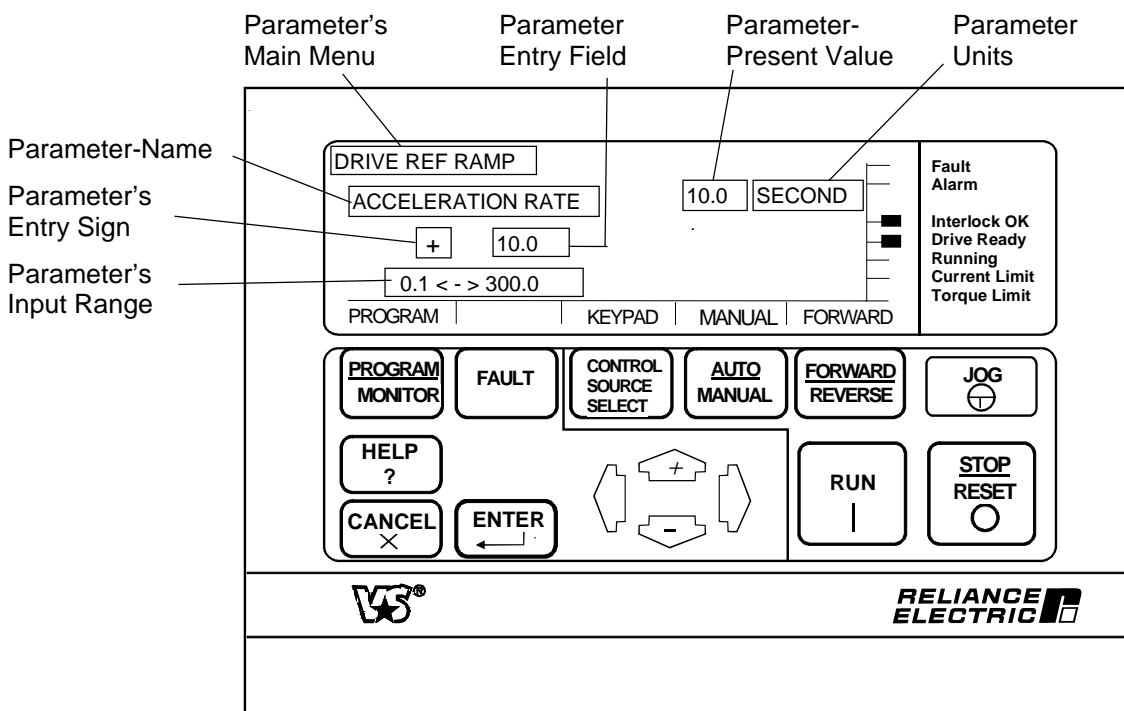 Parameter's
Main Menu
Parameter
Entry Field
Parameter-
Present Value
Parameter
Units
Parameter-Name
Parameter's
Entry Sign
Parameter's
Input Range
DRIVE REF RAMP
ACCELERATION RATE
10.0
SECOND
+
10.0
0.1 < - > 300.0
PROGRAM
KEYPAD
MANUAL
FORWARD
Fault
Alarm
Interlock OK
Drive Ready
Running
Current Limit
Torque Limit
PROGRAM
MONITOR
FAULT
CONTROL
SOURCE
SELECT
AUTO
MANUAL
FORWARD
REVERSE
JOG
HELP
?
CANCEL
ENTER
+
-
RUN
STOP
RESET
VS®
RELIANCE
ELECTRIC